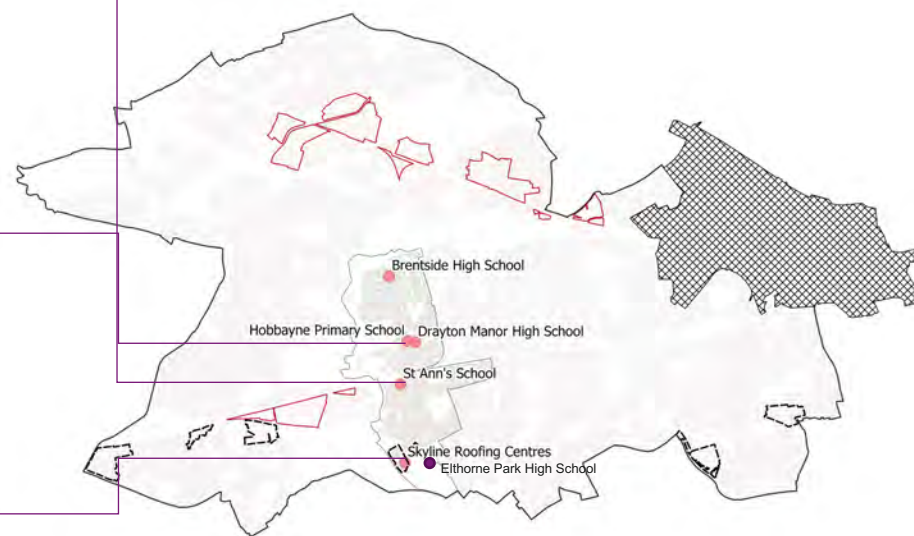 Brentside High School
Hobbayne Primary School
Drayton Manor High School
St Ann's School
Skyline Roofing Centres
Elthorne Park High School